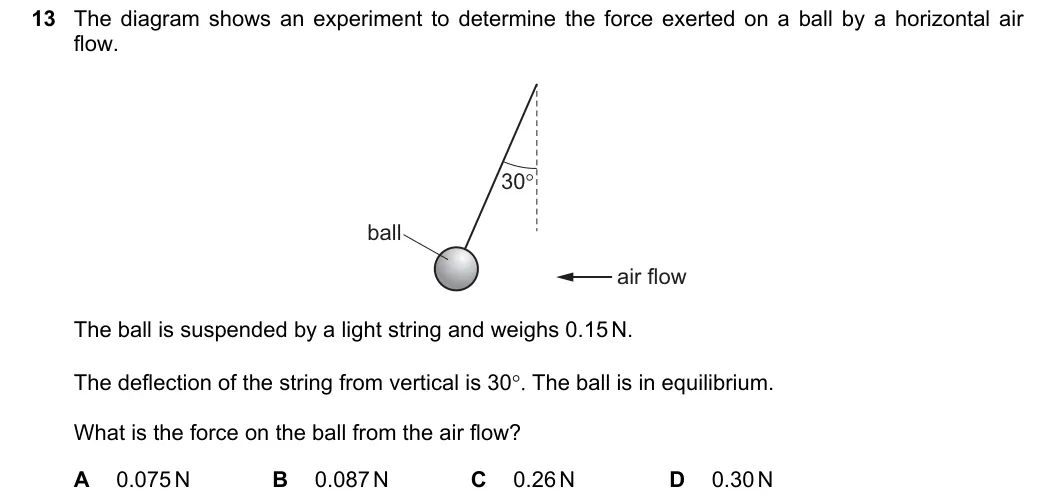 13 The diagram shows an experiment to determine the force exerted on a ball by a horizontal air
flow.
30°
ball
air flow
The ball is suspended by a light string and weighs 0.15 N.
The deflection of the string from vertical is 30°. The ball is in equilibrium.
What is the force on the ball from the air flow?
A 0.075 N B 0.087 N C 0.26 N D 0.30 N